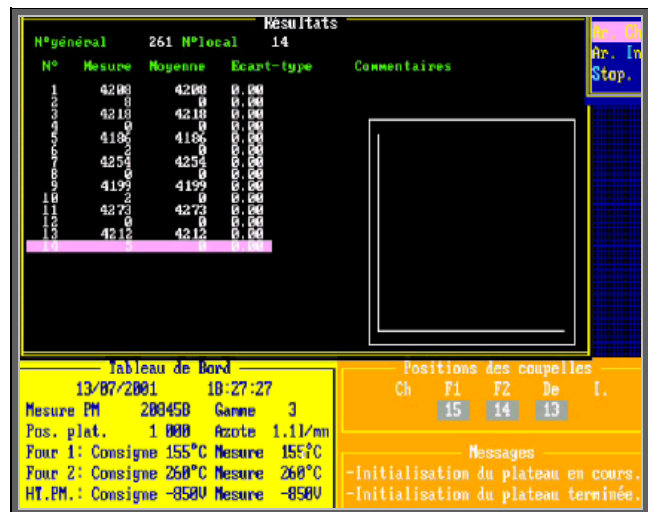 Résultats
N°général 261 N°local 14
N° Mesure Moyenne Ecart-type Commentaires
1 4208 4208 0.00
2 8 0 0.00
3 4218 4218 0.00
4 0 0 0.00
5 4186 4186 0.00
6 2 0 0.00
7 4254 4254 0.00
8 0 0 0.00
9 4199 4199 0.00
10 2 0 0.00
11 4273 4273 0.00
12 0 0 0.00
13 4212 4212 0.00
14 5 0 0.00
Ar. Ch
Ar. In
Stop.
Tableau de Bord
13/07/2001 18:27:27
Mesure PM 208458 Gamme 3
Pos. plat. 1 000 Azote 1.1l/mn
Four 1: Consigne 155°C Mesure 155°C
Four 2: Consigne 260°C Mesure 260°C
HT.PM.: Consigne -850V Mesure -850V
Positions des coupelles
Ch F1 F2 De I.
15 14 13
Messages
-Initialisation du plateau en cours.
-Initialisation du plateau terminée.